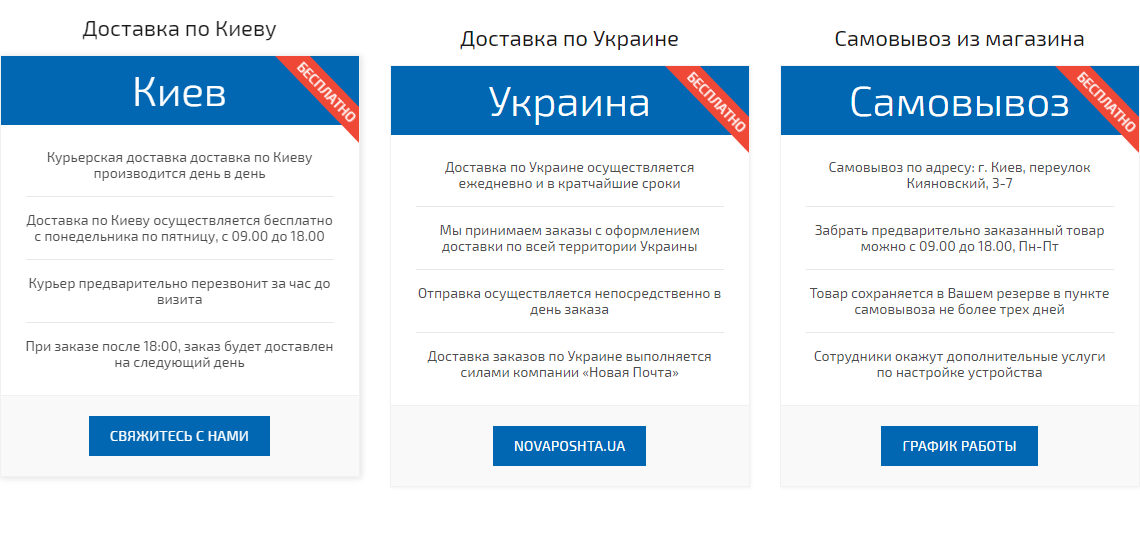 Доставка по Киеву
Киев
БЕСПЛАТНО
Курьерская доставка доставка по Киеву
производится день в день
Доставка по Киеву осуществляется бесплатно
с понедельника по пятницу, с 09.00 до 18.00
Курьер предварительно перезвонит за час до
визита
При заказе после 18:00, заказ будет доставлен
на следующий день
СВЯЖИТЕСЬ С НАМИ
Доставка по Украине
Украина
БЕСПЛАТНО
Доставка по Украине осуществляется
ежедневно и в кратчайшие сроки
Мы принимаем заказы с оформлением
доставки по всей территории Украины
Отправка осуществляется непосредственно в
день заказа
Доставка заказов по Украине выполняется
силами компании «Новая Почта»
NOVAPOSHTA.UA
Самовывоз из магазина
Самовывоз
БЕСПЛАТНО
Самовывоз по адресу: г. Киев, переулок
Кияновский, 3-7
Забрать предварительно заказанный товар
можно с 09.00 до 18.00, Пн-Пт
Товар сохраняется в Вашем резерве в пункте
самовывоза не более трех дней
Сотрудники окажут дополнительные услуги
по настройке устройства
ГРАФИК РАБОТЫ